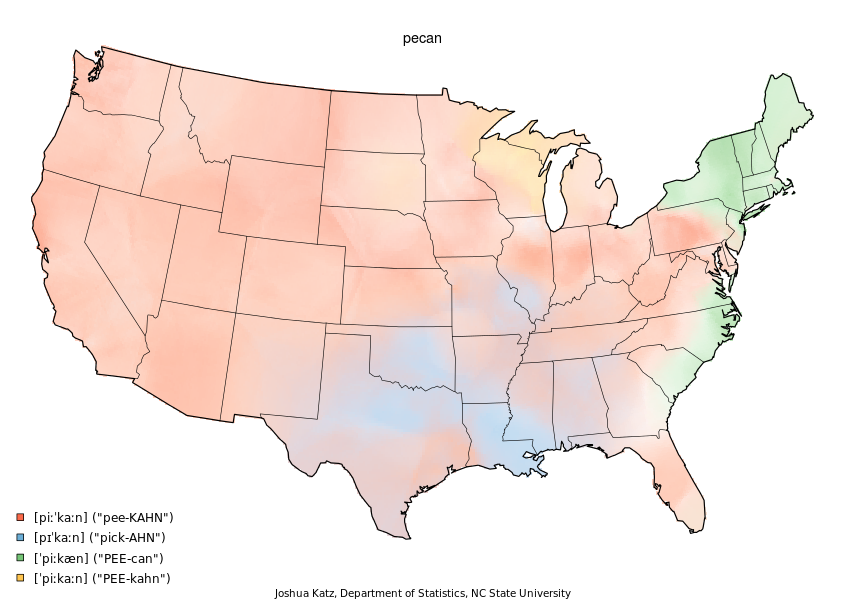 pecan
[piːˈkaːn] ("pee-KAHN")
[pɪˈkaːn] ("pick-AHN")
[ˈpiːkæn] ("PEE-can")
[ˈpiːkaːn] ("PEE-kahn")
Joshua Katz, Department of Statistics, NC State University